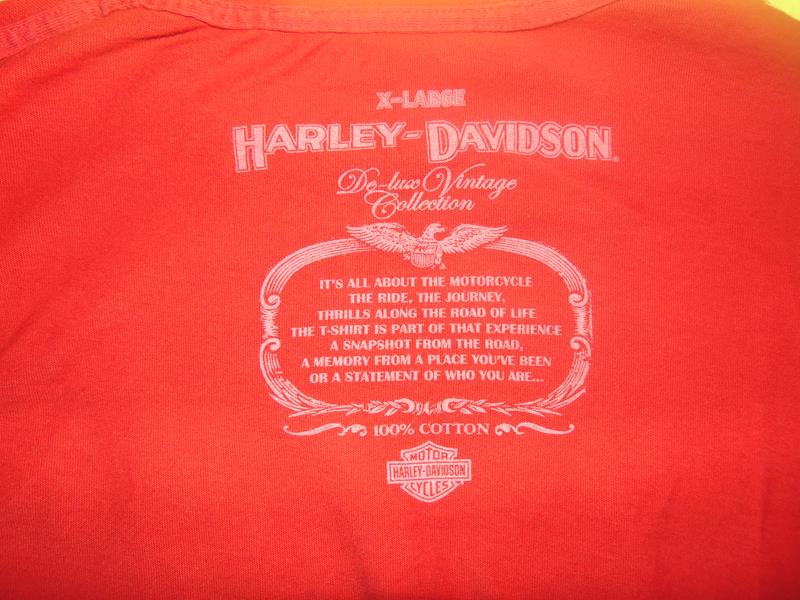 X-LARGE
HARLEY-DAVIDSON
De-lux Vintage
Collection
IT'S ALL ABOUT THE MOTORCYCLE
THE RIDE, THE JOURNEY,
THRILLS ALONG THE ROAD OF LIFE
THE T-SHIRT IS PART OF THAT EXPERIENCE
A SNAPSHOT FROM THE ROAD,
A MEMORY FROM A PLACE YOU'VE BEEN
OR A STATEMENT OF WHO YOU ARE...
100% COTTON
MOTOR
HARLEY-DAVIDSON
CYCLES